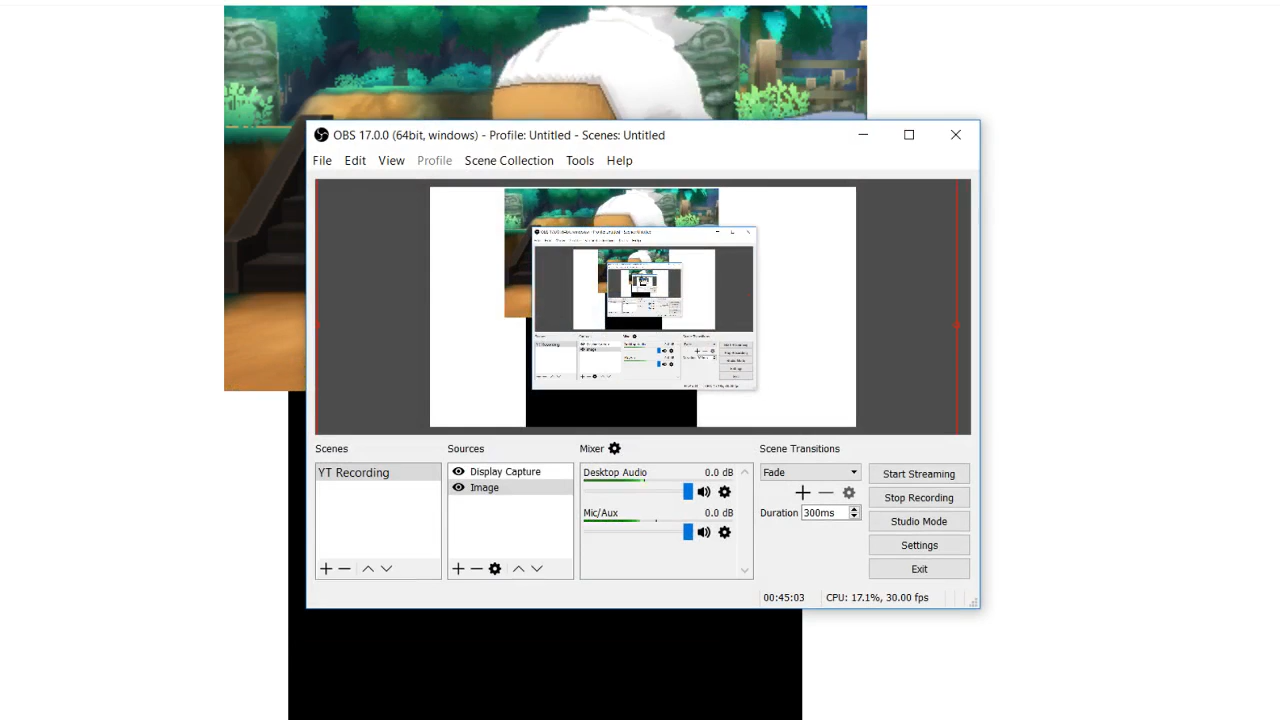 OBS 17.0.0 (64bit, windows) - Profile: Untitled - Scenes: Untitled
File Edit View Profile Scene Collection Tools Help
Scenes Sources Mixer Scene Transitions
YT Recording
Display Capture
Image
Desktop Audio 0.0 dB
Mic/Aux 0.0 dB
Fade
Duration 300ms
Start Streaming
Stop Recording
Studio Mode
Settings
Exit
00:45:03 CPU: 17.1%, 30.00 fps